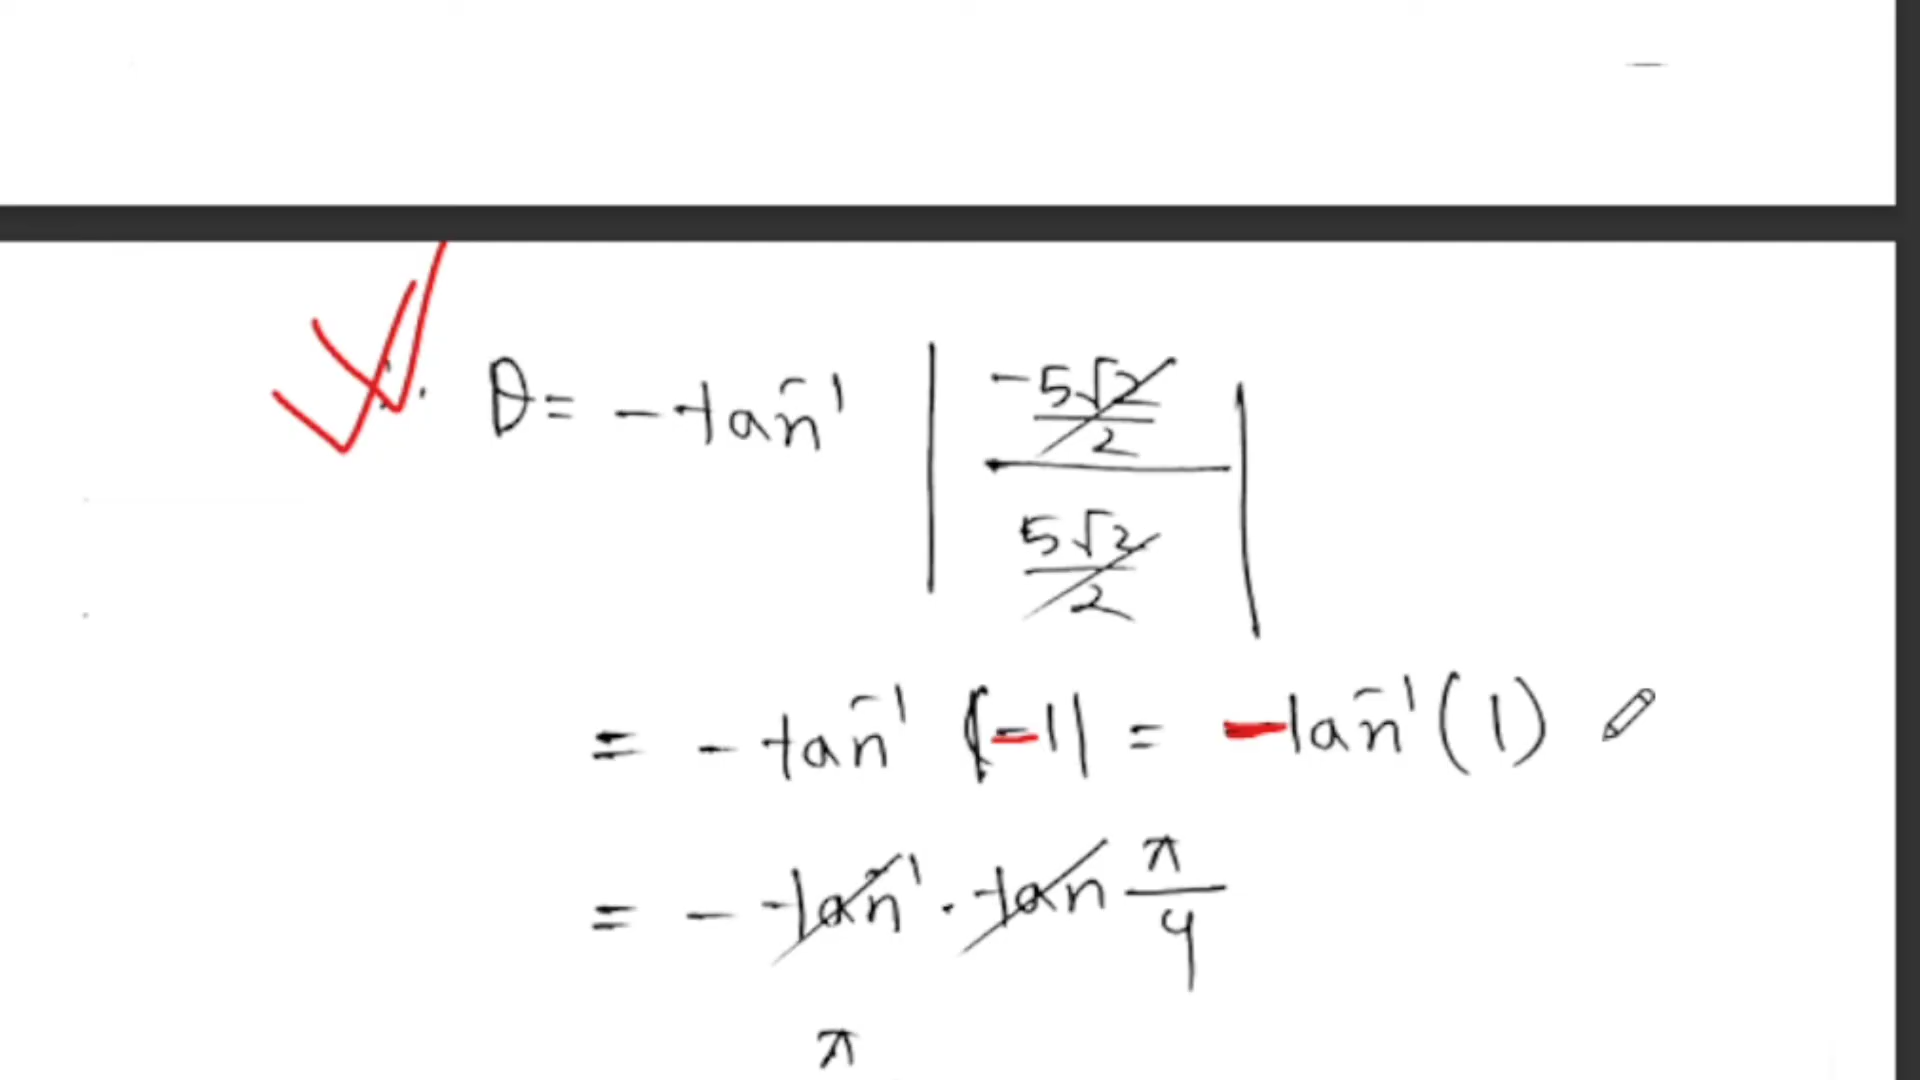 ∴ θ = - tan⁻¹ | (-5√2/2) / (5√2/2) |
= - tan⁻¹ |-1| = - tan⁻¹ (1)
= - tan⁻¹ · tan π/4
π